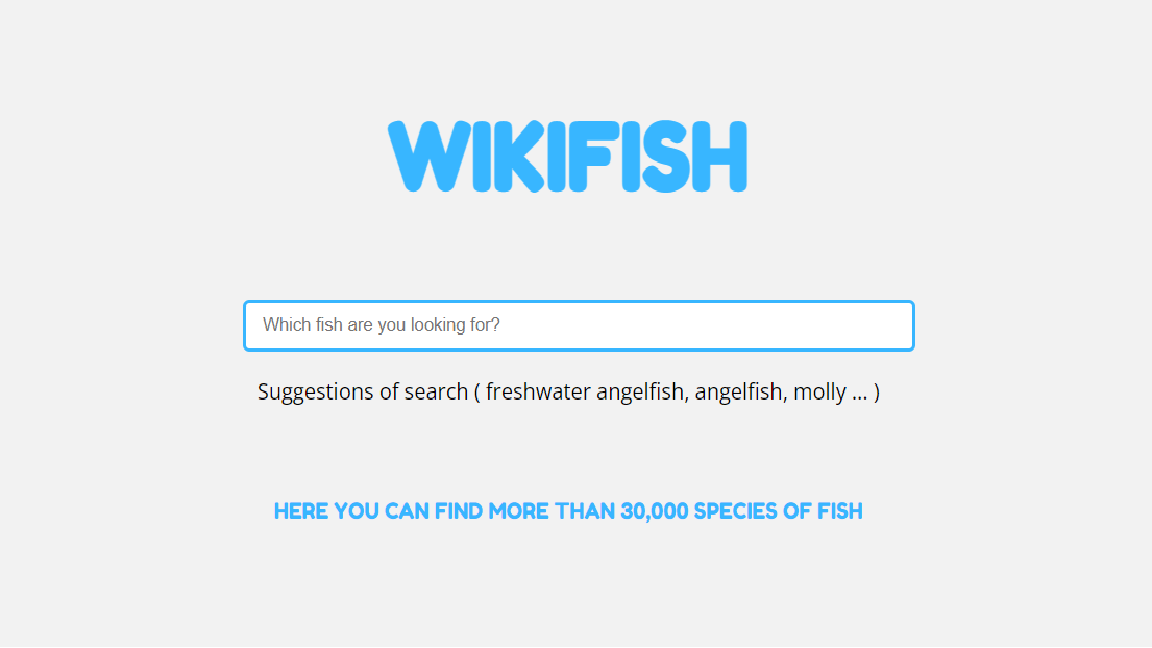 WIKIFISH
Which fish are you looking for?
Suggestions of search ( freshwater angelfish, angelfish, molly ... )
HERE YOU CAN FIND MORE THAN 30,000 SPECIES OF FISH